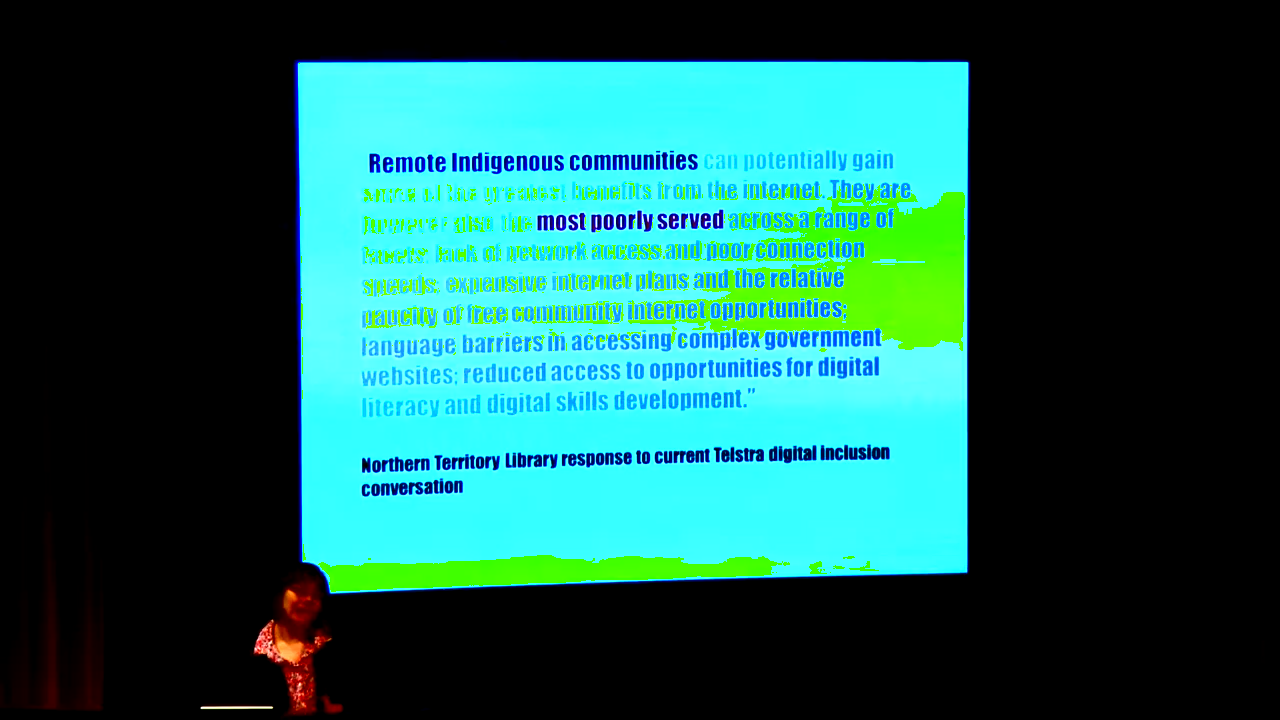 Remote Indigenous communities can potentially gain
some of the greatest benefits from the internet. They are
however also the most poorly served across a range of
facets: lack of network access and poor connection
speeds; expensive internet plans and the relative
paucity of free community internet opportunities;
language barriers in accessing complex government
websites; reduced access to opportunities for digital
literacy and digital skills development.”
Northern Territory Library response to current Telstra digital inclusion
conversation